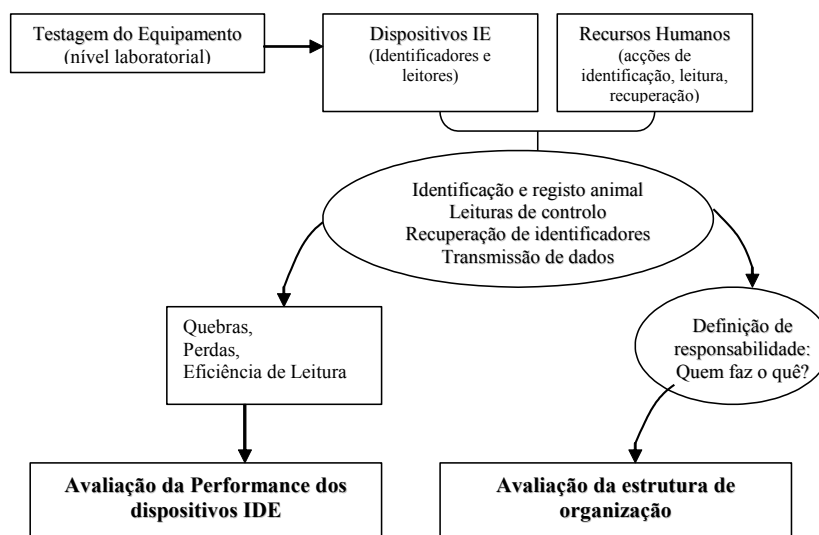 Testagem do Equipamento
(nível laboratorial)
Dispositivos IE
(Identificadores e
leitores)
Recursos Humanos
(acções de
identificação, leitura,
recuperação)
Identificação e registo animal
Leituras de controlo
Recuperação de identificadores
Transmissão de dados
Quebras,
Perdas,
Eficiência de Leitura
Definição de
responsabilidade:
Quem faz o quê?
Avaliação da Performance dos
dispositivos IDE
Avaliação da estrutura de
organização